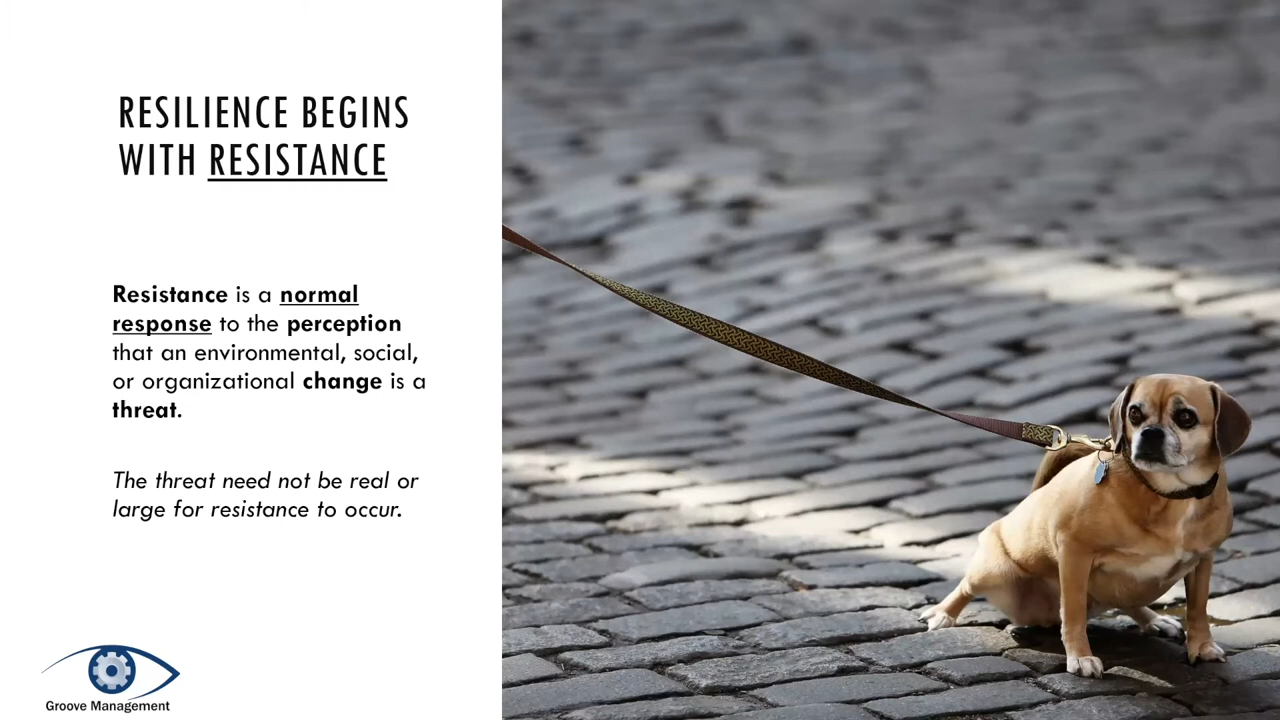 RESILIENCE BEGINS
WITH RESISTANCE
Resistance is a normal
response to the perception
that an environmental, social,
or organizational change is a
threat.
The threat need not be real or
large for resistance to occur.
Groove Management